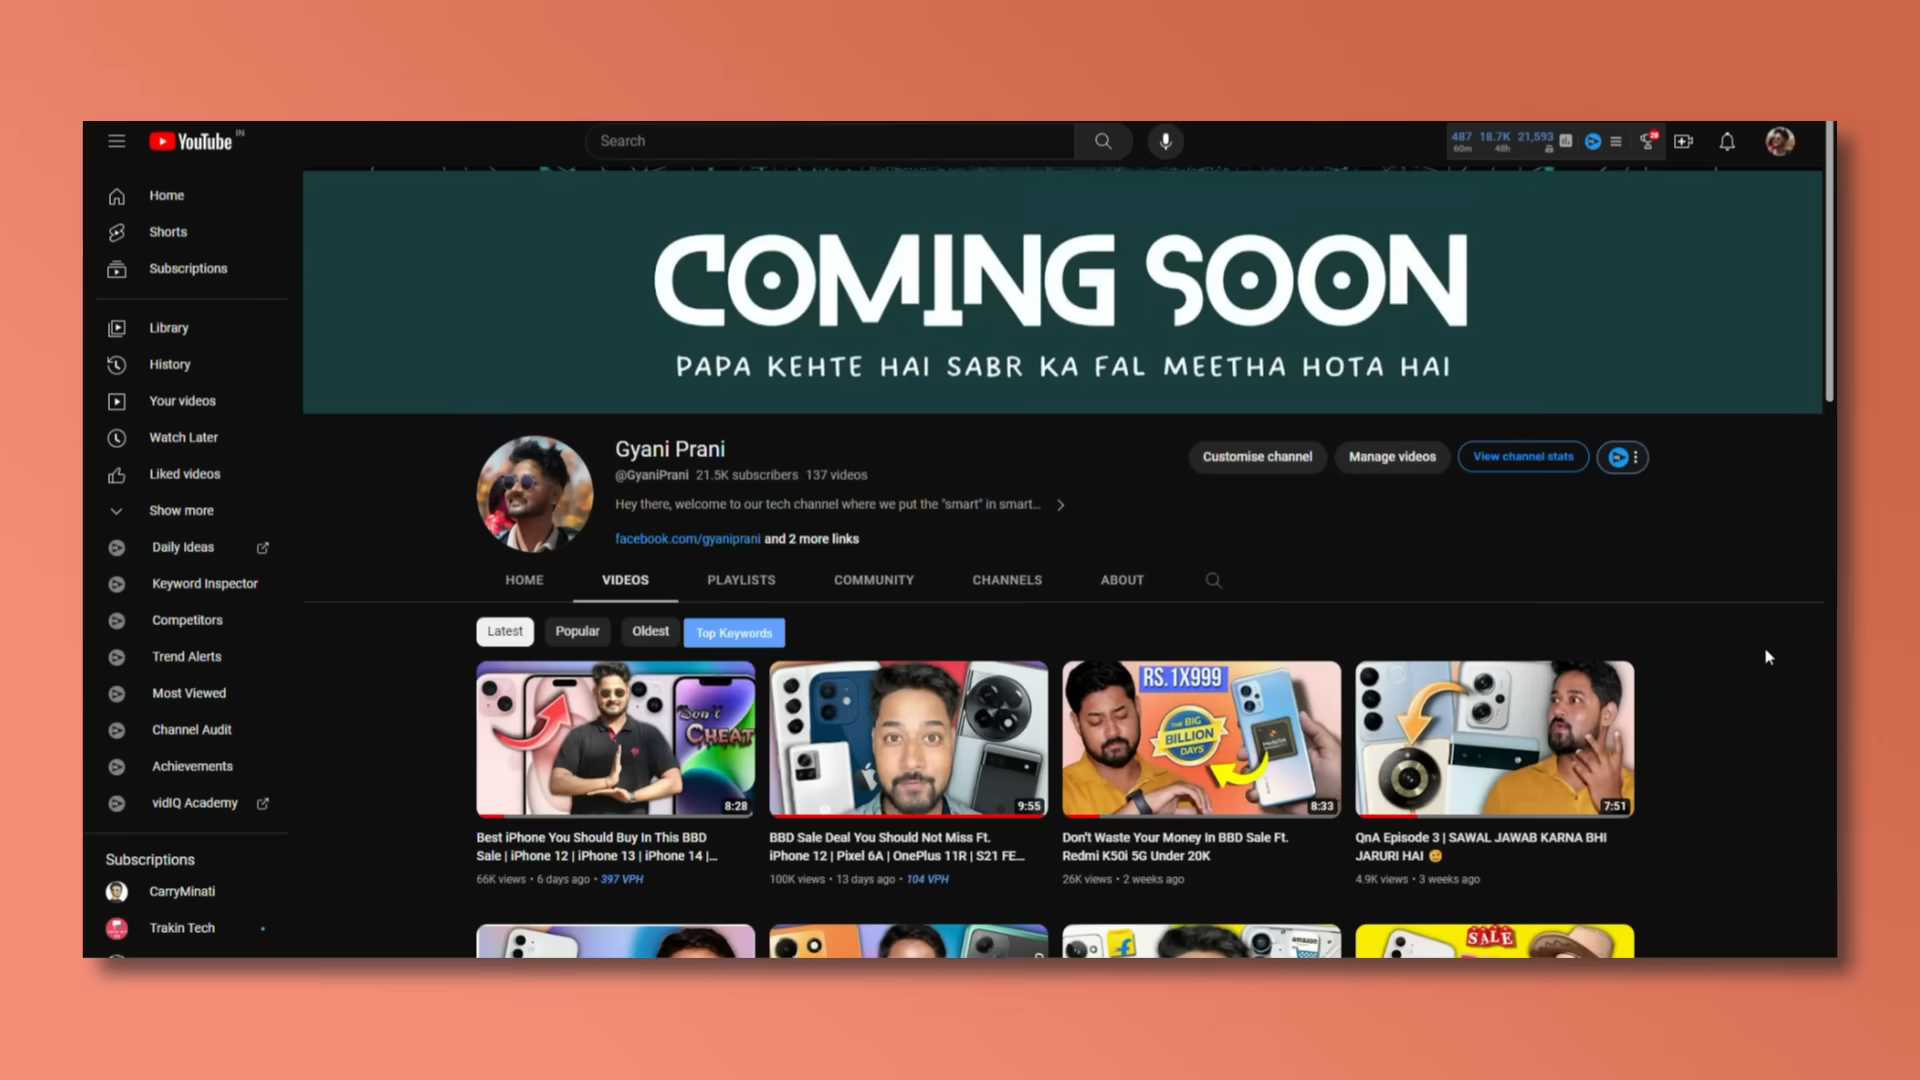 YouTube IN
Search
487 18.7K 21,593
60m 48h
28
Home
Shorts
Subscriptions
Library
History
Your videos
Watch Later
Liked videos
Show more
Daily Ideas
Keyword Inspector
Competitors
Trend Alerts
Most Viewed
Channel Audit
Achievements
vidIQ Academy
Subscriptions
CarryMinati
Trakin Tech
COMING SOON
PAPA KEHTE HAI SABR KA FAL MEETHA HOTA HAI
Gyani Prani
@GyaniPrani 21.5K subscribers 137 videos
Hey there, welcome to our tech channel where we put the "smart" in smart...
facebook.com/gyaniprani and 2 more links
Customise channel
Manage videos
View channel stats
HOME VIDEOS PLAYLISTS COMMUNITY CHANNELS ABOUT
Latest Popular Oldest Top Keywords
Don't
CHEAT
8:28
Best iPhone You Should Buy In This BBD
Sale | iPhone 12 | iPhone 13 | iPhone 14 |...
66K views • 6 days ago • 397 VPH
9:55
BBD Sale Deal You Should Not Miss Ft.
iPhone 12 | Pixel 6A | OnePlus 11R | S21 FE...
100K views • 13 days ago • 104 VPH
RS.1X999
THE BIG
BILLION
DAYS
8:33
Don't Waste Your Money In BBD Sale Ft.
Redmi K50i 5G Under 20K
26K views • 2 weeks ago
7:51
QnA Episode 3 | SAWAL JAWAB KARNA BHI
JARURI HAI 🙂
4.9K views • 3 weeks ago
amazon
SALE